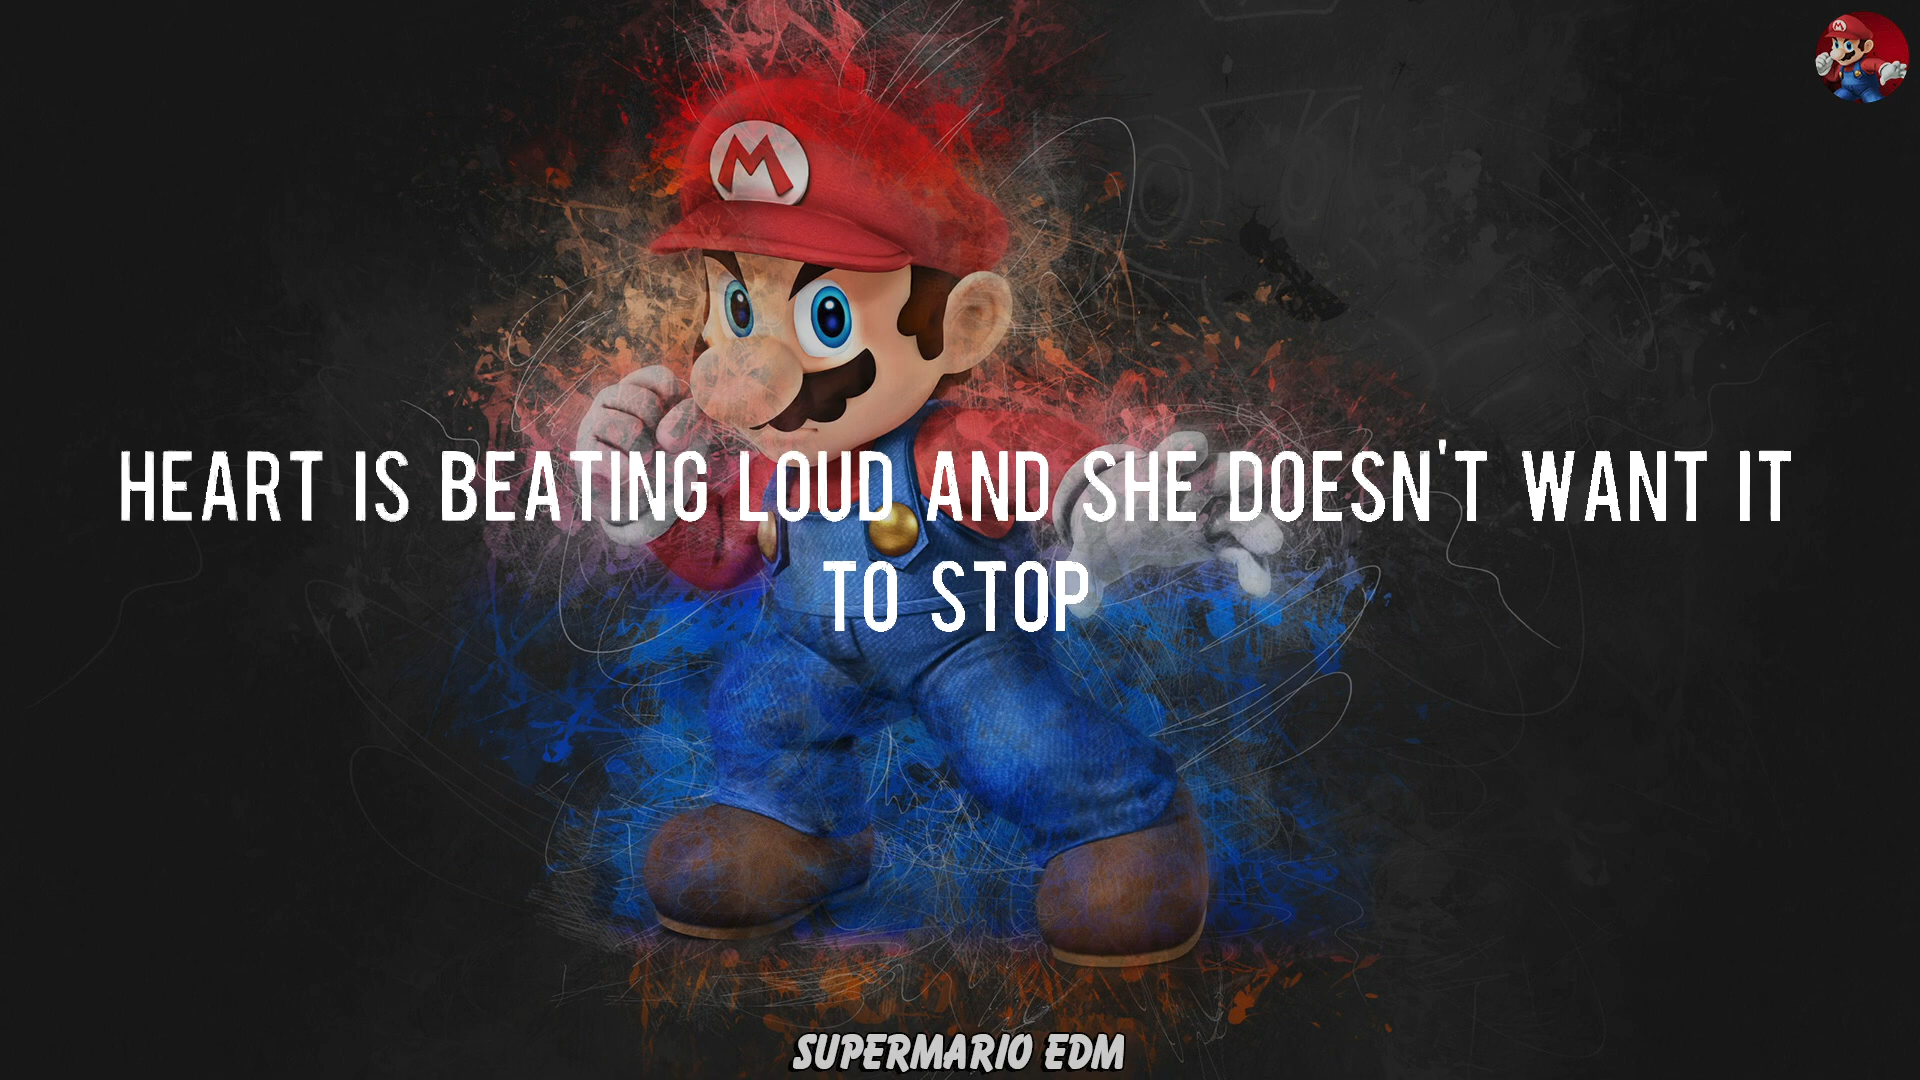 M
HEART IS BEATING LOUD AND SHE DOESN'T WANT IT
TO STOP
SUPERMARIO EDM